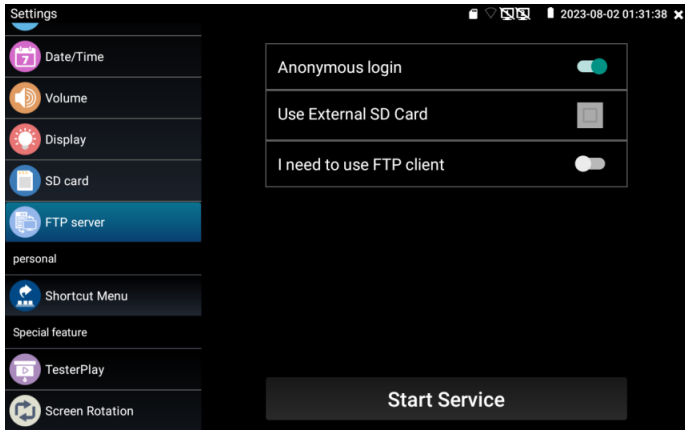 Settings
2023-08-02 01:31:38
7
Date/Time
Volume
Display
SD card
FTP server
personal
Shortcut Menu
Special feature
TesterPlay
Screen Rotation
Anonymous login
Use External SD Card
I need to use FTP client
Start Service